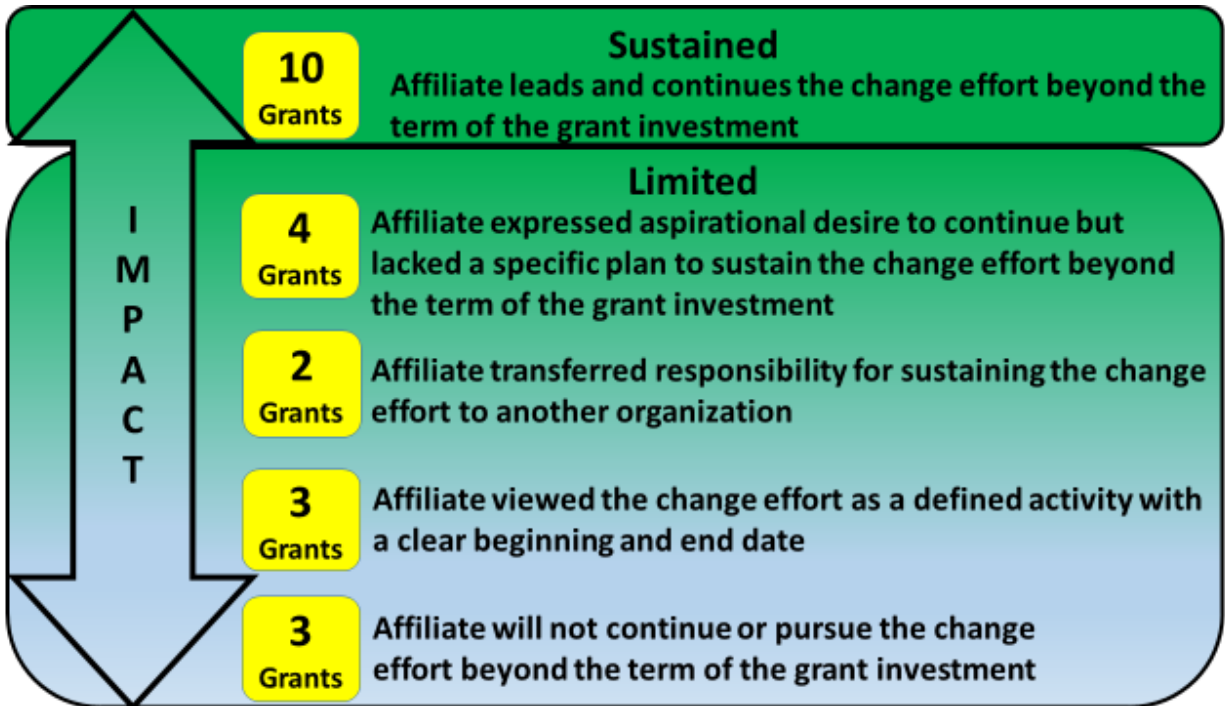 Sustained
10
Grants
Affiliate leads and continues the change effort beyond the
term of the grant investment
I
M
P
A
C
T
Limited
4
Grants
Affiliate expressed aspirational desire to continue but
lacked a specific plan to sustain the change effort beyond
the term of the grant investment
2
Grants
Affiliate transferred responsibility for sustaining the change
effort to another organization
3
Grants
Affiliate viewed the change effort as a defined activity with
a clear beginning and end date
3
Grants
Affiliate will not continue or pursue the change
effort beyond the term of the grant investment